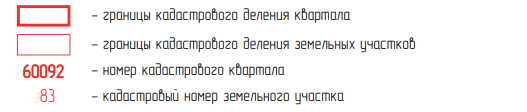 – границы кадастрового деления квартала
– границы кадастрового деления земельных участков
60092 – номер кадастрового квартала
:83 – кадастровый номер земельного участка